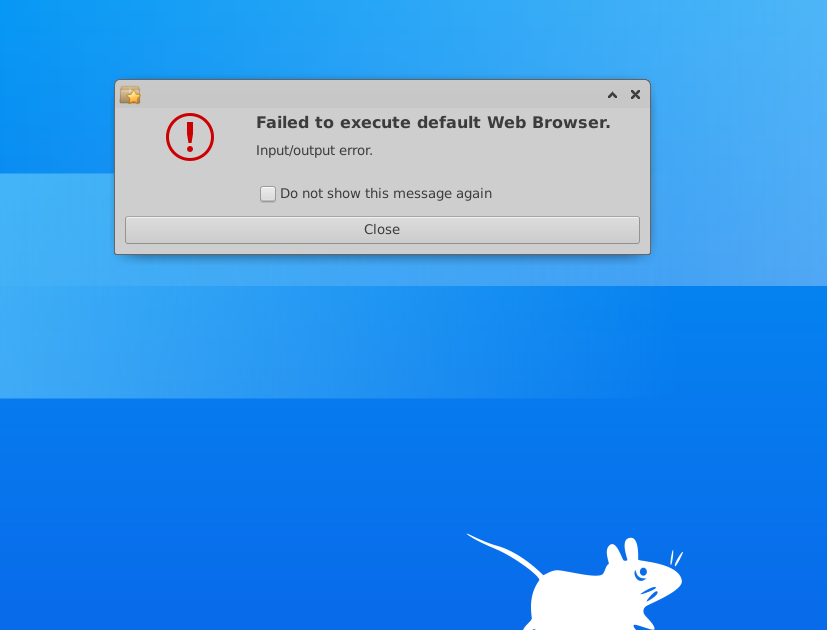 Failed to execute default Web Browser.
Input/output error.
Do not show this message again
Close